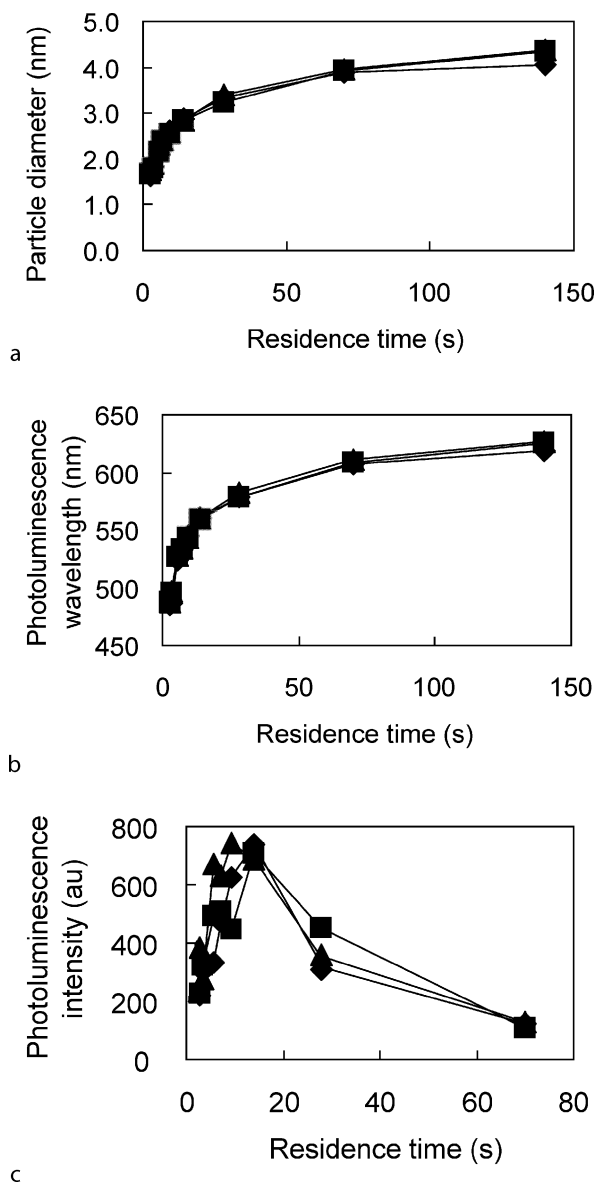 5.0
4.0
3.0
2.0
1.0
0.0
Particle diameter (nm)
0 50 100 150
Residence time (s)
a
650
600
550
500
450
Photoluminescence
wavelength (nm)
0 50 100 150
Residence time (s)
b
800
600
400
200
0
Photoluminescence
intensity (au)
0 20 40 60 80
Residence time (s)
c